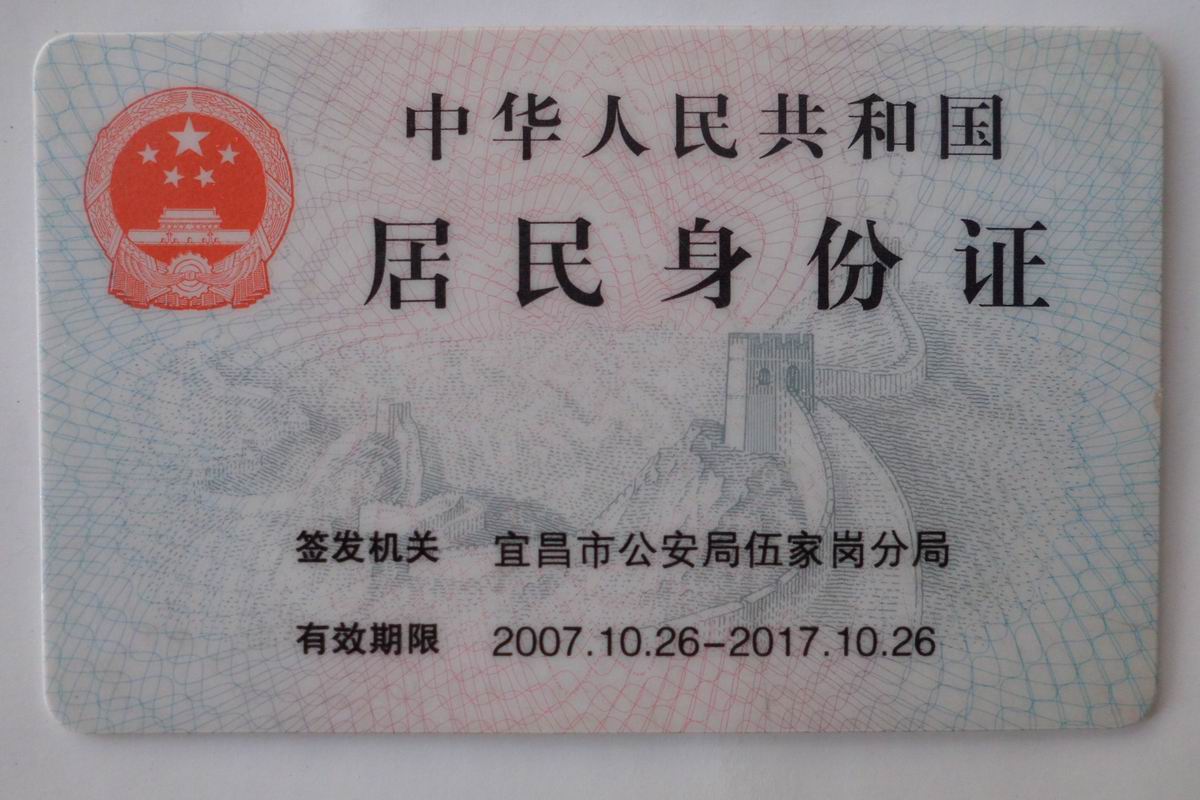 中华人民共和国
居民身份证
签发机关 宜昌市公安局伍家岗分局
有效期限 2007.10.26-2017.10.26